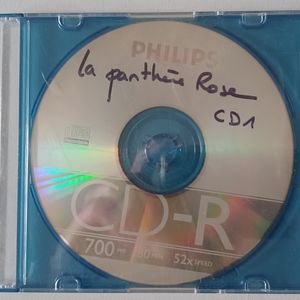 PHILIPS
La panthère Rose
CD1
CD-R
700 MB 80 MIN 52x SPEED